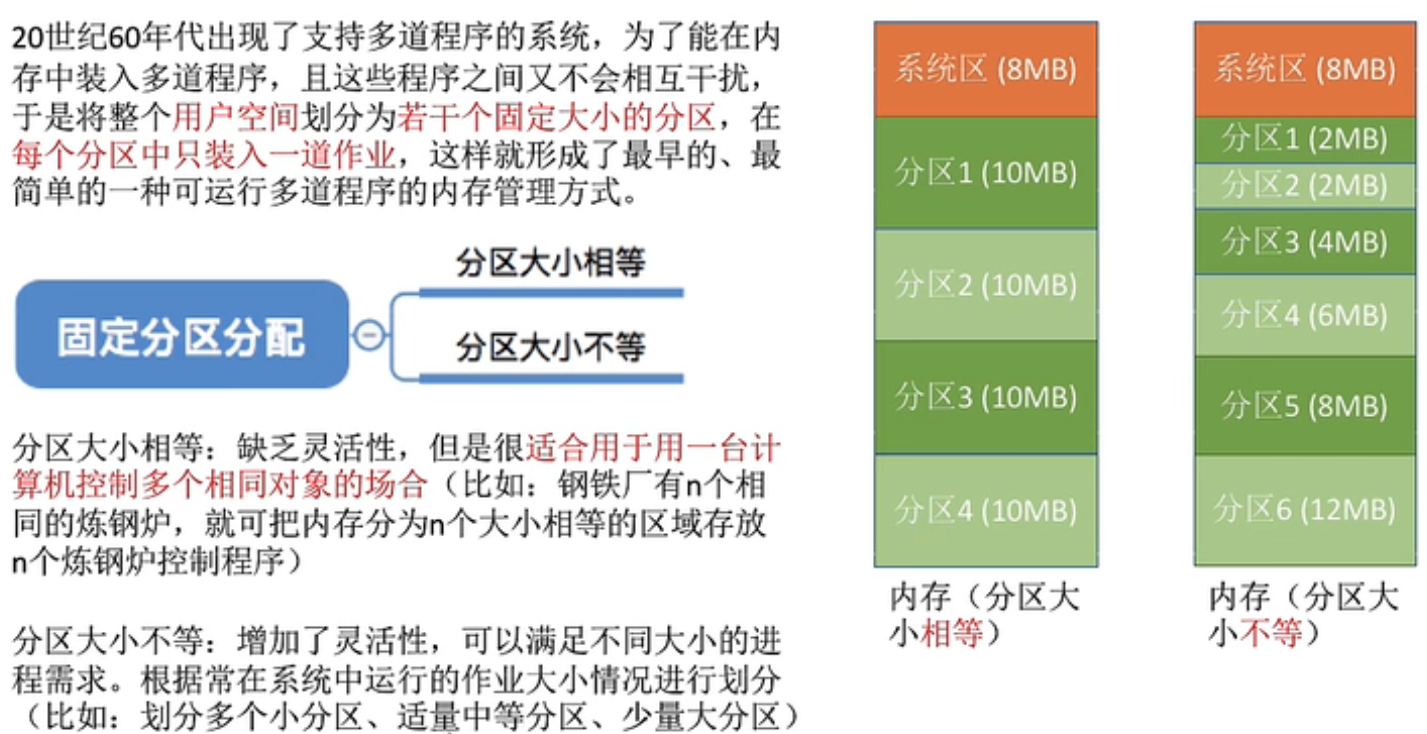 20世纪60年代出现了支持多道程序的系统，为了能在内
存中装入多道程序，且这些程序之间又不会相互干扰，
于是将整个用户空间划分为若干个固定大小的分区，在
每个分区中只装入一道作业，这样就形成了最早的、最
简单的一种可运行多道程序的内存管理方式。
固定分区分配
分区大小相等
分区大小不等
分区大小相等：缺乏灵活性，但是很适合用于用一台计
算机控制多个相同对象的场合（比如：钢铁厂有n个相
同的炼钢炉，就可把内存分为n个大小相等的区域存放
n个炼钢炉控制程序）
分区大小不等：增加了灵活性，可以满足不同大小的进
程需求。根据常在系统中运行的作业大小情况进行划分
（比如：划分多个小分区、适量中等分区、少量大分区）
系统区 (8MB)
分区1 (10MB)
分区2 (10MB)
分区3 (10MB)
分区4 (10MB)
内存（分区大
小相等）
系统区 (8MB)
分区1 (2MB)
分区2 (2MB)
分区3 (4MB)
分区4 (6MB)
分区5 (8MB)
分区6 (12MB)
内存（分区大
小不等）